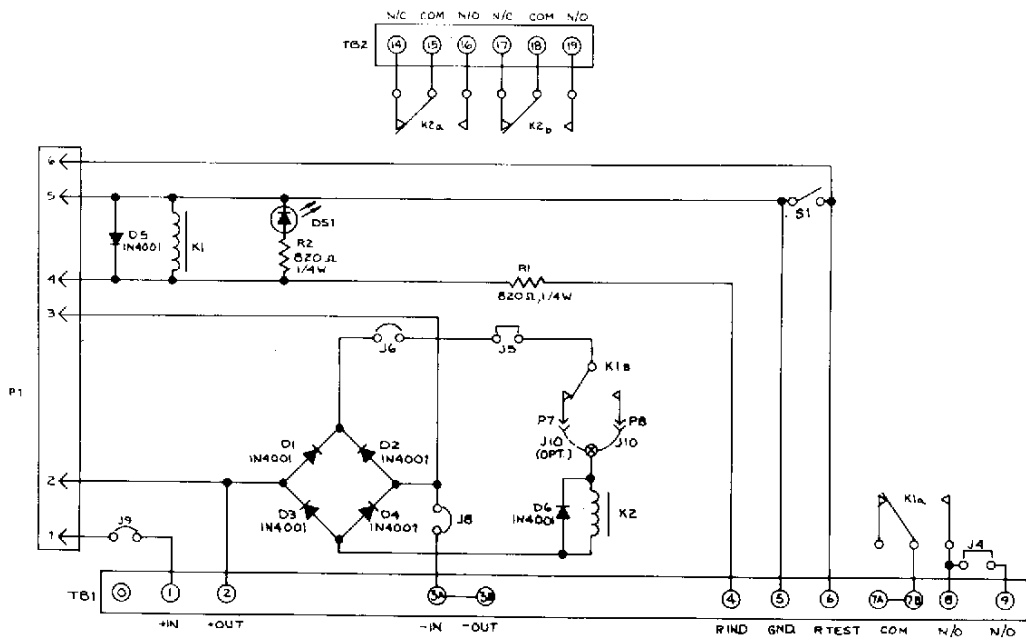 N/C COM N/O N/C COM N/O
TB2 14 15 16 17 18 19
K2a K2b
6
5
S1
DS1
D5
1N4001
K1
R2
820Ω
1/4W
4
R1
820Ω, 1/4W
3
J6 J5
K1B
P1
P7 P8
J10 J10
(OPT.)
D1 D2
1N4001 1N4001
2
K1a
D3 D4
1N4001 1N4001
J8
D6
1N4001
K2
J9
J4
1
TB1 0 1 2 3A 3B 4 5 6 7A 7B 8 9
+IN +OUT -IN -OUT RIND GND RTEST COM N/O N/O